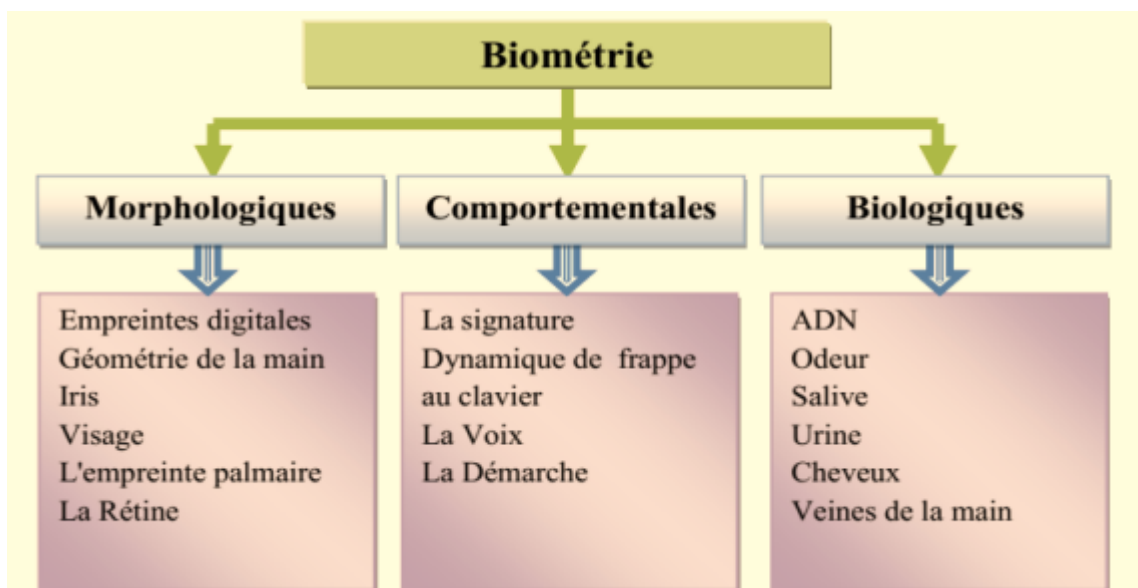 Biométrie
Morphologiques
Comportementales
Biologiques
Empreintes digitales
Géométrie de la main
Iris
Visage
L'empreinte palmaire
La Rétine
La signature
Dynamique de frappe
au clavier
La Voix
La Démarche
ADN
Odeur
Salive
Urine
Cheveux
Veines de la main